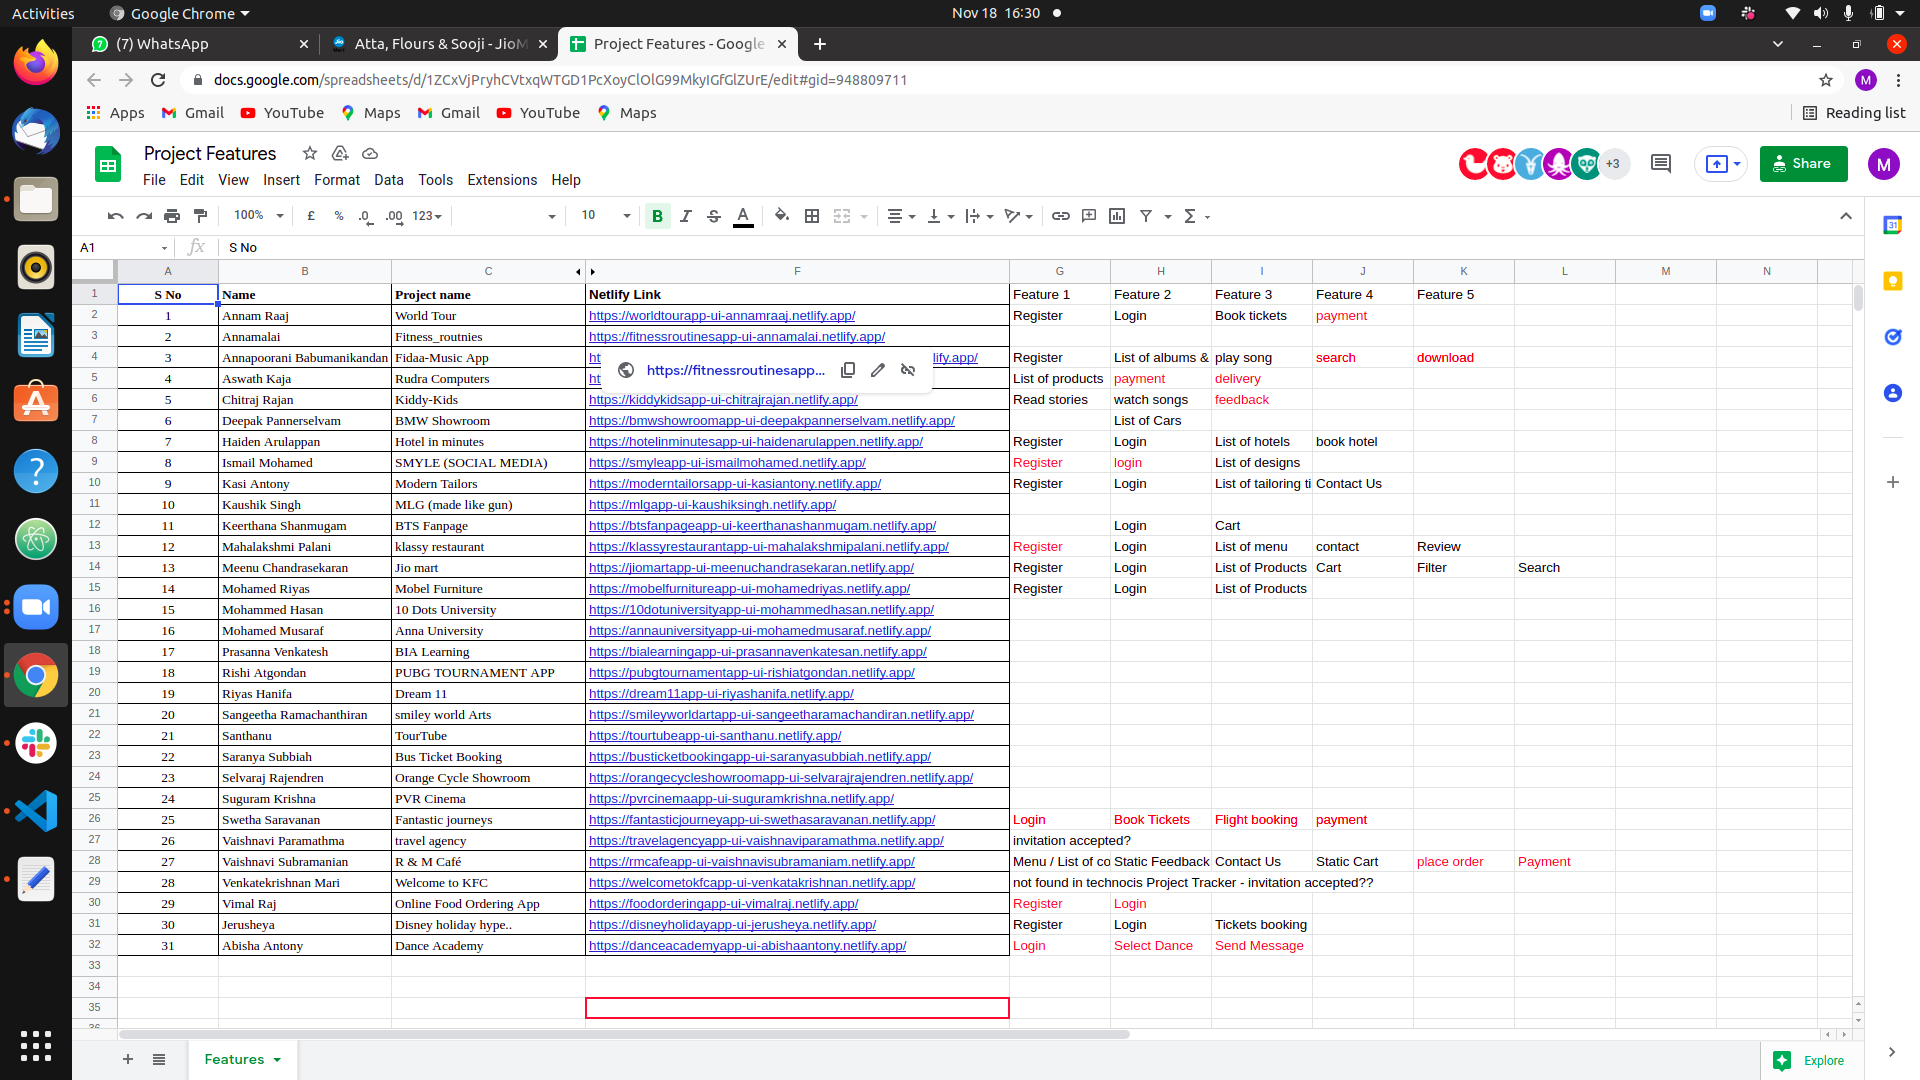 Activities Google Chrome Nov 18 16:30
(7) WhatsApp Atta, Flours & Sooji - JioM Project Features - Google
docs.google.com/spreadsheets/d/1ZCxVjPryhCVtxqWTGD1PcXoyClOlG99MkyIGfGlZUrE/edit#gid=948809711 M
Apps Gmail YouTube Maps Gmail YouTube Maps Reading list
Project Features +3 Share M
File Edit View Insert Format Data Tools Extensions Help
100% £ % .0 .00 123 10 B I S A Σ
A1 fx S No
A B C F G H I J K L M N
1 S No Name Project name Netlify Link Feature 1 Feature 2 Feature 3 Feature 4 Feature 5
2 1 Annam Raaj World Tour https://worldtourapp-ui-annamraaj.netlify.app/ Register Login Book tickets payment
3 2 Annamalai Fitness_routnies https://fitnessroutinesapp-ui-annamalai.netlify.app/
4 3 Annapoorani Babumanikandan Fidaa-Music App ht lify.app/ Register List of albums & play song search download
https://fitnessroutinesapp...
5 4 Aswath Kaja Rudra Computers ht List of products payment delivery
6 5 Chitraj Rajan Kiddy-Kids https://kiddykidsapp-ui-chitrajrajan.netlify.app/ Read stories watch songs feedback
7 6 Deepak Pannerselvam BMW Showroom https://bmwshowroomapp-ui-deepakpannerselvam.netlify.app/ List of Cars
8 7 Haiden Arulappan Hotel in minutes https://hotelinminutesapp-ui-haidenarulappen.netlify.app/ Register Login List of hotels book hotel
9 8 Ismail Mohamed SMYLE (SOCIAL MEDIA) https://smyleapp-ui-ismailmohamed.netlify.app/ Register login List of designs
10 9 Kasi Antony Modern Tailors https://moderntailorsapp-ui-kasiantony.netlify.app/ Register Login List of tailoring ti Contact Us
11 10 Kaushik Singh MLG (made like gun) https://mlgapp-ui-kaushiksingh.netlify.app/
12 11 Keerthana Shanmugam BTS Fanpage https://btsfanpageapp-ui-keerthanashanmugam.netlify.app/ Login Cart
13 12 Mahalakshmi Palani klassy restaurant https://klassyrestaurantapp-ui-mahalakshmipalani.netlify.app/ Register Login List of menu contact Review
14 13 Meenu Chandrasekaran Jio mart https://jiomartapp-ui-meenuchandrasekaran.netlify.app/ Register Login List of Products Cart Filter Search
15 14 Mohamed Riyas Mobel Furniture https://mobelfurnitureapp-ui-mohamedriyas.netlify.app/ Register Login List of Products
16 15 Mohammed Hasan 10 Dots University https://10dotuniversityapp-ui-mohammedhasan.netlify.app/
17 16 Mohamed Musaraf Anna University https://annauniversityapp-ui-mohamedmusaraf.netlify.app/
18 17 Prasanna Venkatesh BIA Learning https://bialearningapp-ui-prasannavenkatesan.netlify.app/
19 18 Rishi Atgondan PUBG TOURNAMENT APP https://pubgtournamentapp-ui-rishiatgondan.netlify.app/
20 19 Riyas Hanifa Dream 11 https://dream11app-ui-riyashanifa.netlify.app/
21 20 Sangeetha Ramachanthiran smiley world Arts https://smileyworldartapp-ui-sangeetharamachandiran.netlify.app/
22 21 Santhanu TourTube https://tourtubeapp-ui-santhanu.netlify.app/
23 22 Saranya Subbiah Bus Ticket Booking https://busticketbookingapp-ui-saranyasubbiah.netlify.app/
24 23 Selvaraj Rajendren Orange Cycle Showroom https://orangecycleshowroomapp-ui-selvarajrajendren.netlify.app/
25 24 Suguram Krishna PVR Cinema https://pvrcinemaapp-ui-suguramkrishna.netlify.app/
26 25 Swetha Saravanan Fantastic journeys https://fantasticjourneyapp-ui-swethasaravanan.netlify.app/ Login Book Tickets Flight booking payment
27 26 Vaishnavi Paramathma travel agency https://travelagencyapp-ui-vaishnaviparamathma.netlify.app/ invitation accepted?
28 27 Vaishnavi Subramanian R & M Café https://rmcafeapp-ui-vaishnavisubramaniam.netlify.app/ Menu / List of co Static Feedback Contact Us Static Cart place order Payment
29 28 Venkatekrishnan Mari Welcome to KFC https://welcometokfcapp-ui-venkatakrishnan.netlify.app/ not found in technocis Project Tracker - invitation accepted??
30 29 Vimal Raj Online Food Ordering App https://foodorderingapp-ui-vimalraj.netlify.app/ Register Login
31 30 Jerusheya Disney holiday hype.. https://disneyholidayapp-ui-jerusheya.netlify.app/ Register Login Tickets booking
32 31 Abisha Antony Dance Academy https://danceacademyapp-ui-abishaantony.netlify.app/ Login Select Dance Send Message
33
34
35
36
Features Explore